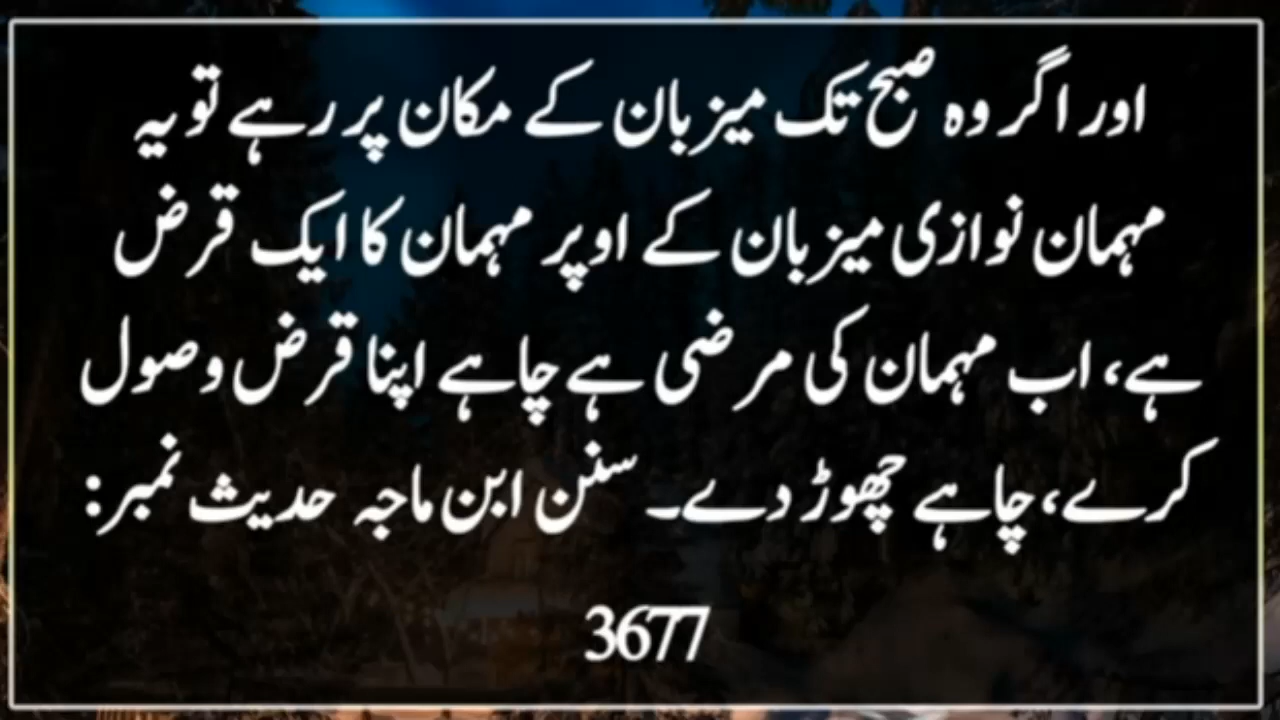 اور اگر وہ صبح تک میزبان کے مکان پر رہے تو یہ
مہمان نوازی میزبان کے اوپر مہمان کا ایک قرض
ہے، اب مہمان کی مرضی ہے چاہے اپنا قرض وصول
کرے، چاہے چھوڑ دے۔ سنن ابن ماجہ حدیث نمبر:
3677